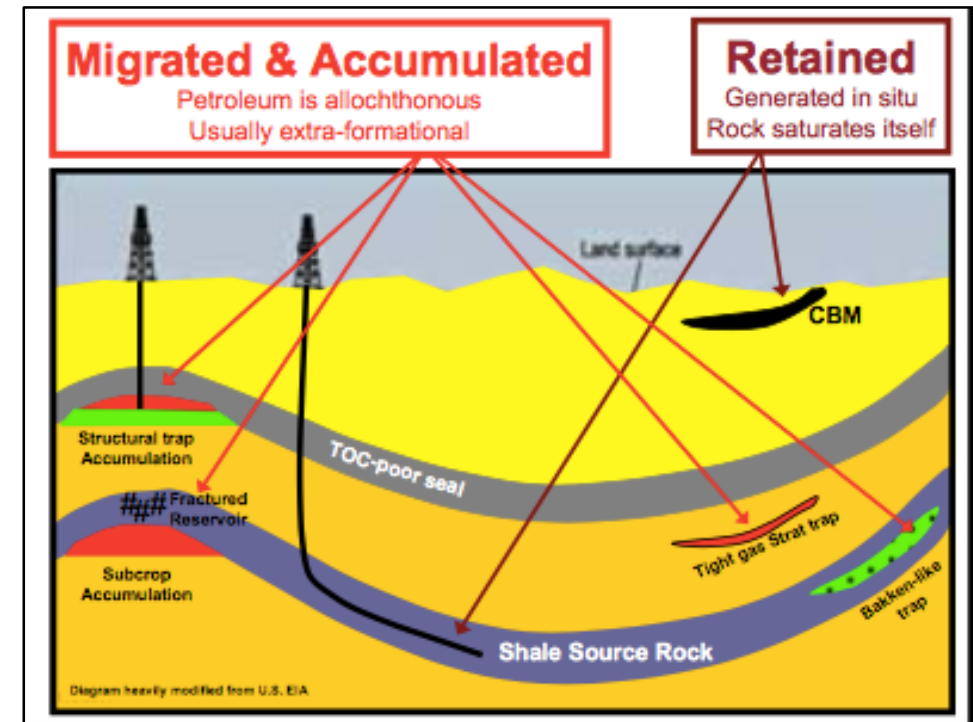 Migrated & Accumulated
Petroleum is allochthonous
Usually extra-formational
Retained
Generated in situ
Rock saturates itself
Land surface
CBM
Structural trap
Accumulation
TOC-poor seal
###
Fractured
Reservoir
Subcrop
Accumulation
Tight gas Strat trap
Bakken-like
trap
Shale Source Rock
Diagram heavily modified from U.S. EIA